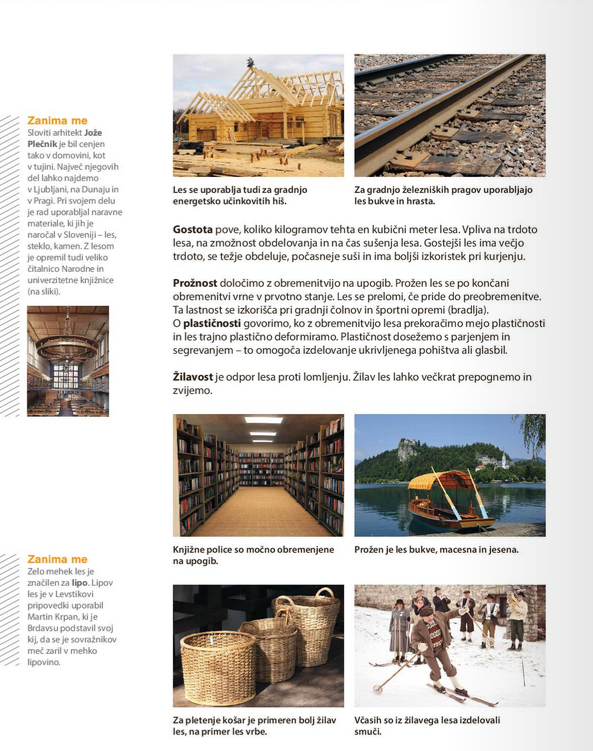 Zanima me
Sloviti arhitekt Jože
Plečnik je bil cenjen
tako v domovini, kot
v tujini. Največ njegovih
del lahko najdemo
v Ljubljani, na Dunaju in
v Pragi. Pri svojem delu
je rad uporabljal naravne
materiale, ki jih je
naročal v Sloveniji – les,
steklo, kamen. Z lesom
je opremil tudi veliko
čitalnico Narodne in
univerzitetne knjižnice
(na sliki).
Les se uporablja tudi za gradnjo
energetsko učinkovitih hiš.
Za gradnjo železniških pragov uporabljajo
les bukve in hrasta.
Gostota pove, koliko kilogramov tehta en kubični meter lesa. Vpliva na trdoto
lesa, na zmožnost obdelovanja in na čas sušenja lesa. Gostejši les ima večjo
trdoto, se težje obdeluje, počasneje suši in ima boljši izkoristek pri kurjenju.
Prožnost določimo z obremenitvijo na upogib. Prožen les se po končani
obremenitvi vrne v prvotno stanje. Les se prelomi, če pride do preobremenitve.
Ta lastnost se izkorišča pri gradnji čolnov in športni opremi (bradlja).
O plastičnosti govorimo, ko z obremenitvijo lesa prekoračimo mejo plastičnosti
in les trajno plastično deformiramo. Plastičnost dosežemo s parjenjem in
segrevanjem – to omogoča izdelovanje ukrivljenega pohištva ali glasbil.
Žilavost je odpor lesa proti lomljenju. Žilav les lahko večkrat prepognemo in
zvijemo.
Knjižne police so močno obremenjene
na upogib.
Prožen je les bukve, macesna in jesena.
Zanima me
Zelo mehek les je
značilen za lipo. Lipov
les je v Levstikovi
pripovedki uporabil
Martin Krpan, ki je
Brdavsu podstavil svoj
kij, da se je sovražnikov
meč zaril v mehko
lipovino.
Za pletenje košar je primeren bolj žilav
les, na primer les vrbe.
Včasih so iz žilavega lesa izdelovali
smuči.